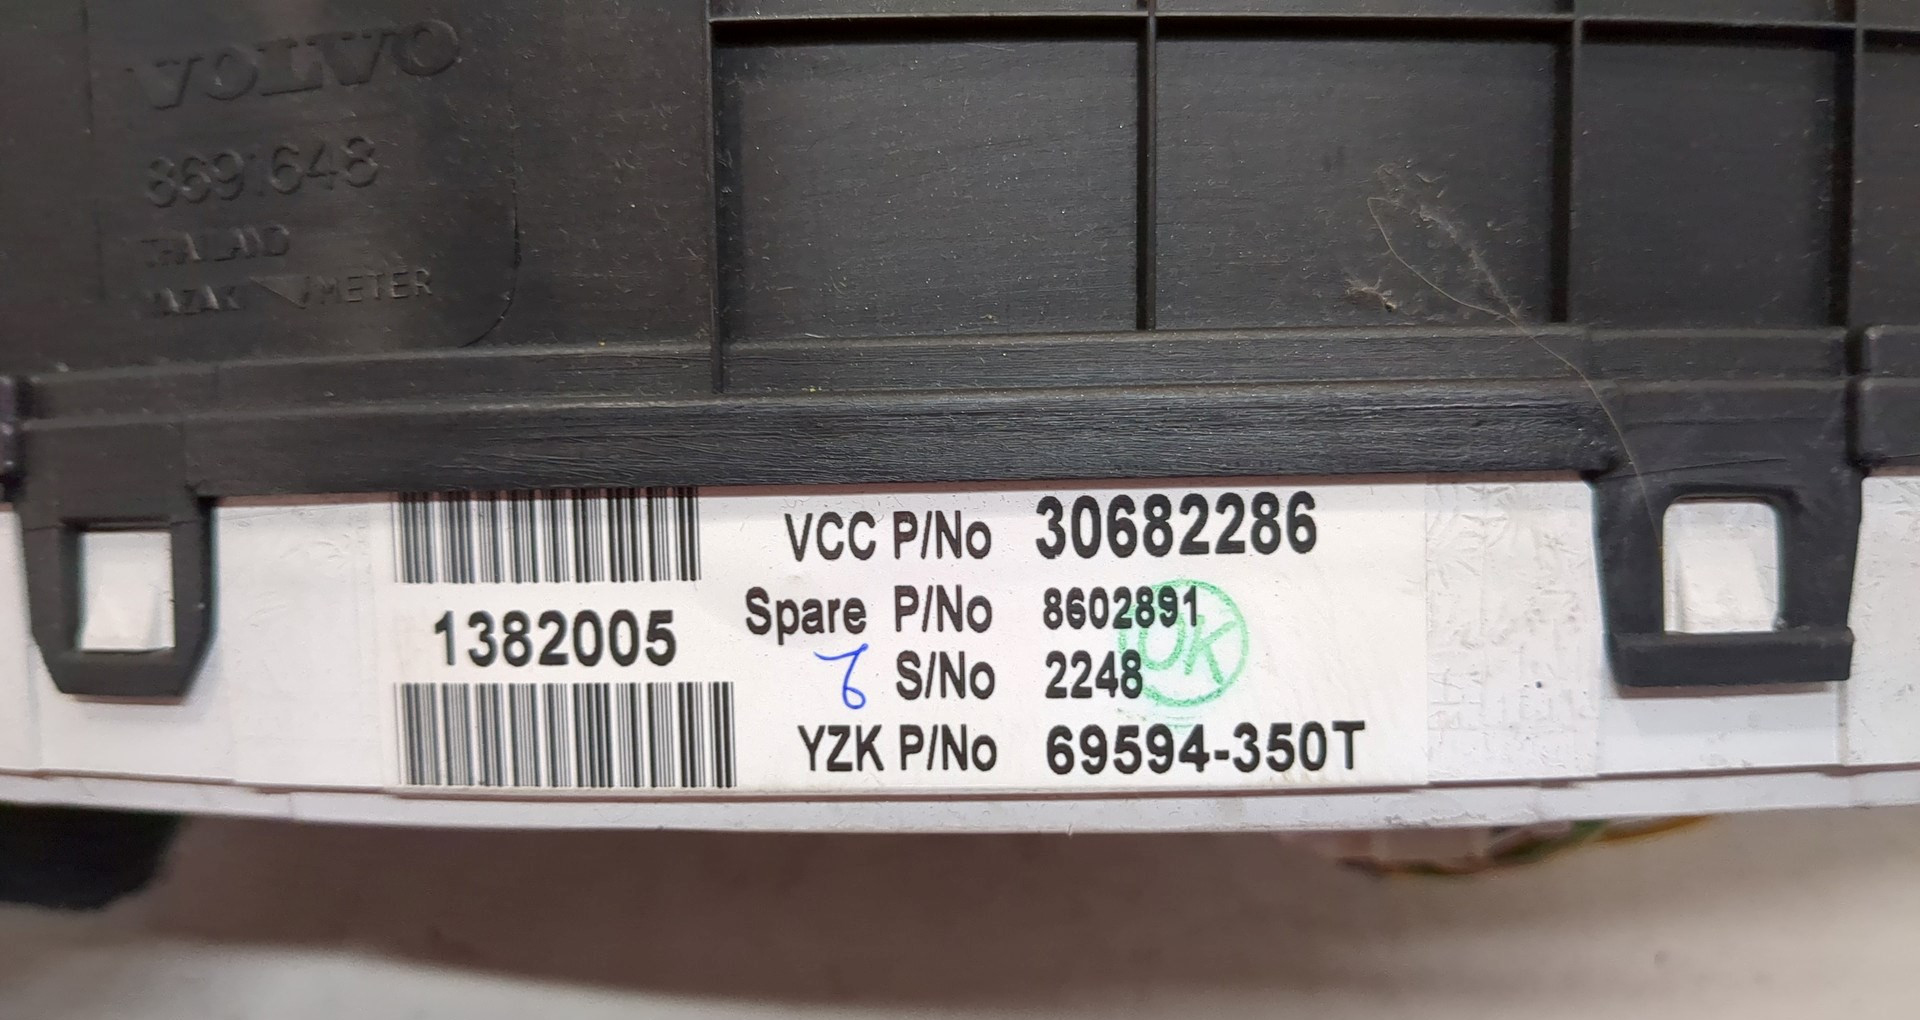 VOLVO
8691648
THAILAND
YAZAKI METER
VCC P/No 30682286
1382005
Spare P/No 8602891
OK
6 S/No 2248
YZK P/No 69594-350T